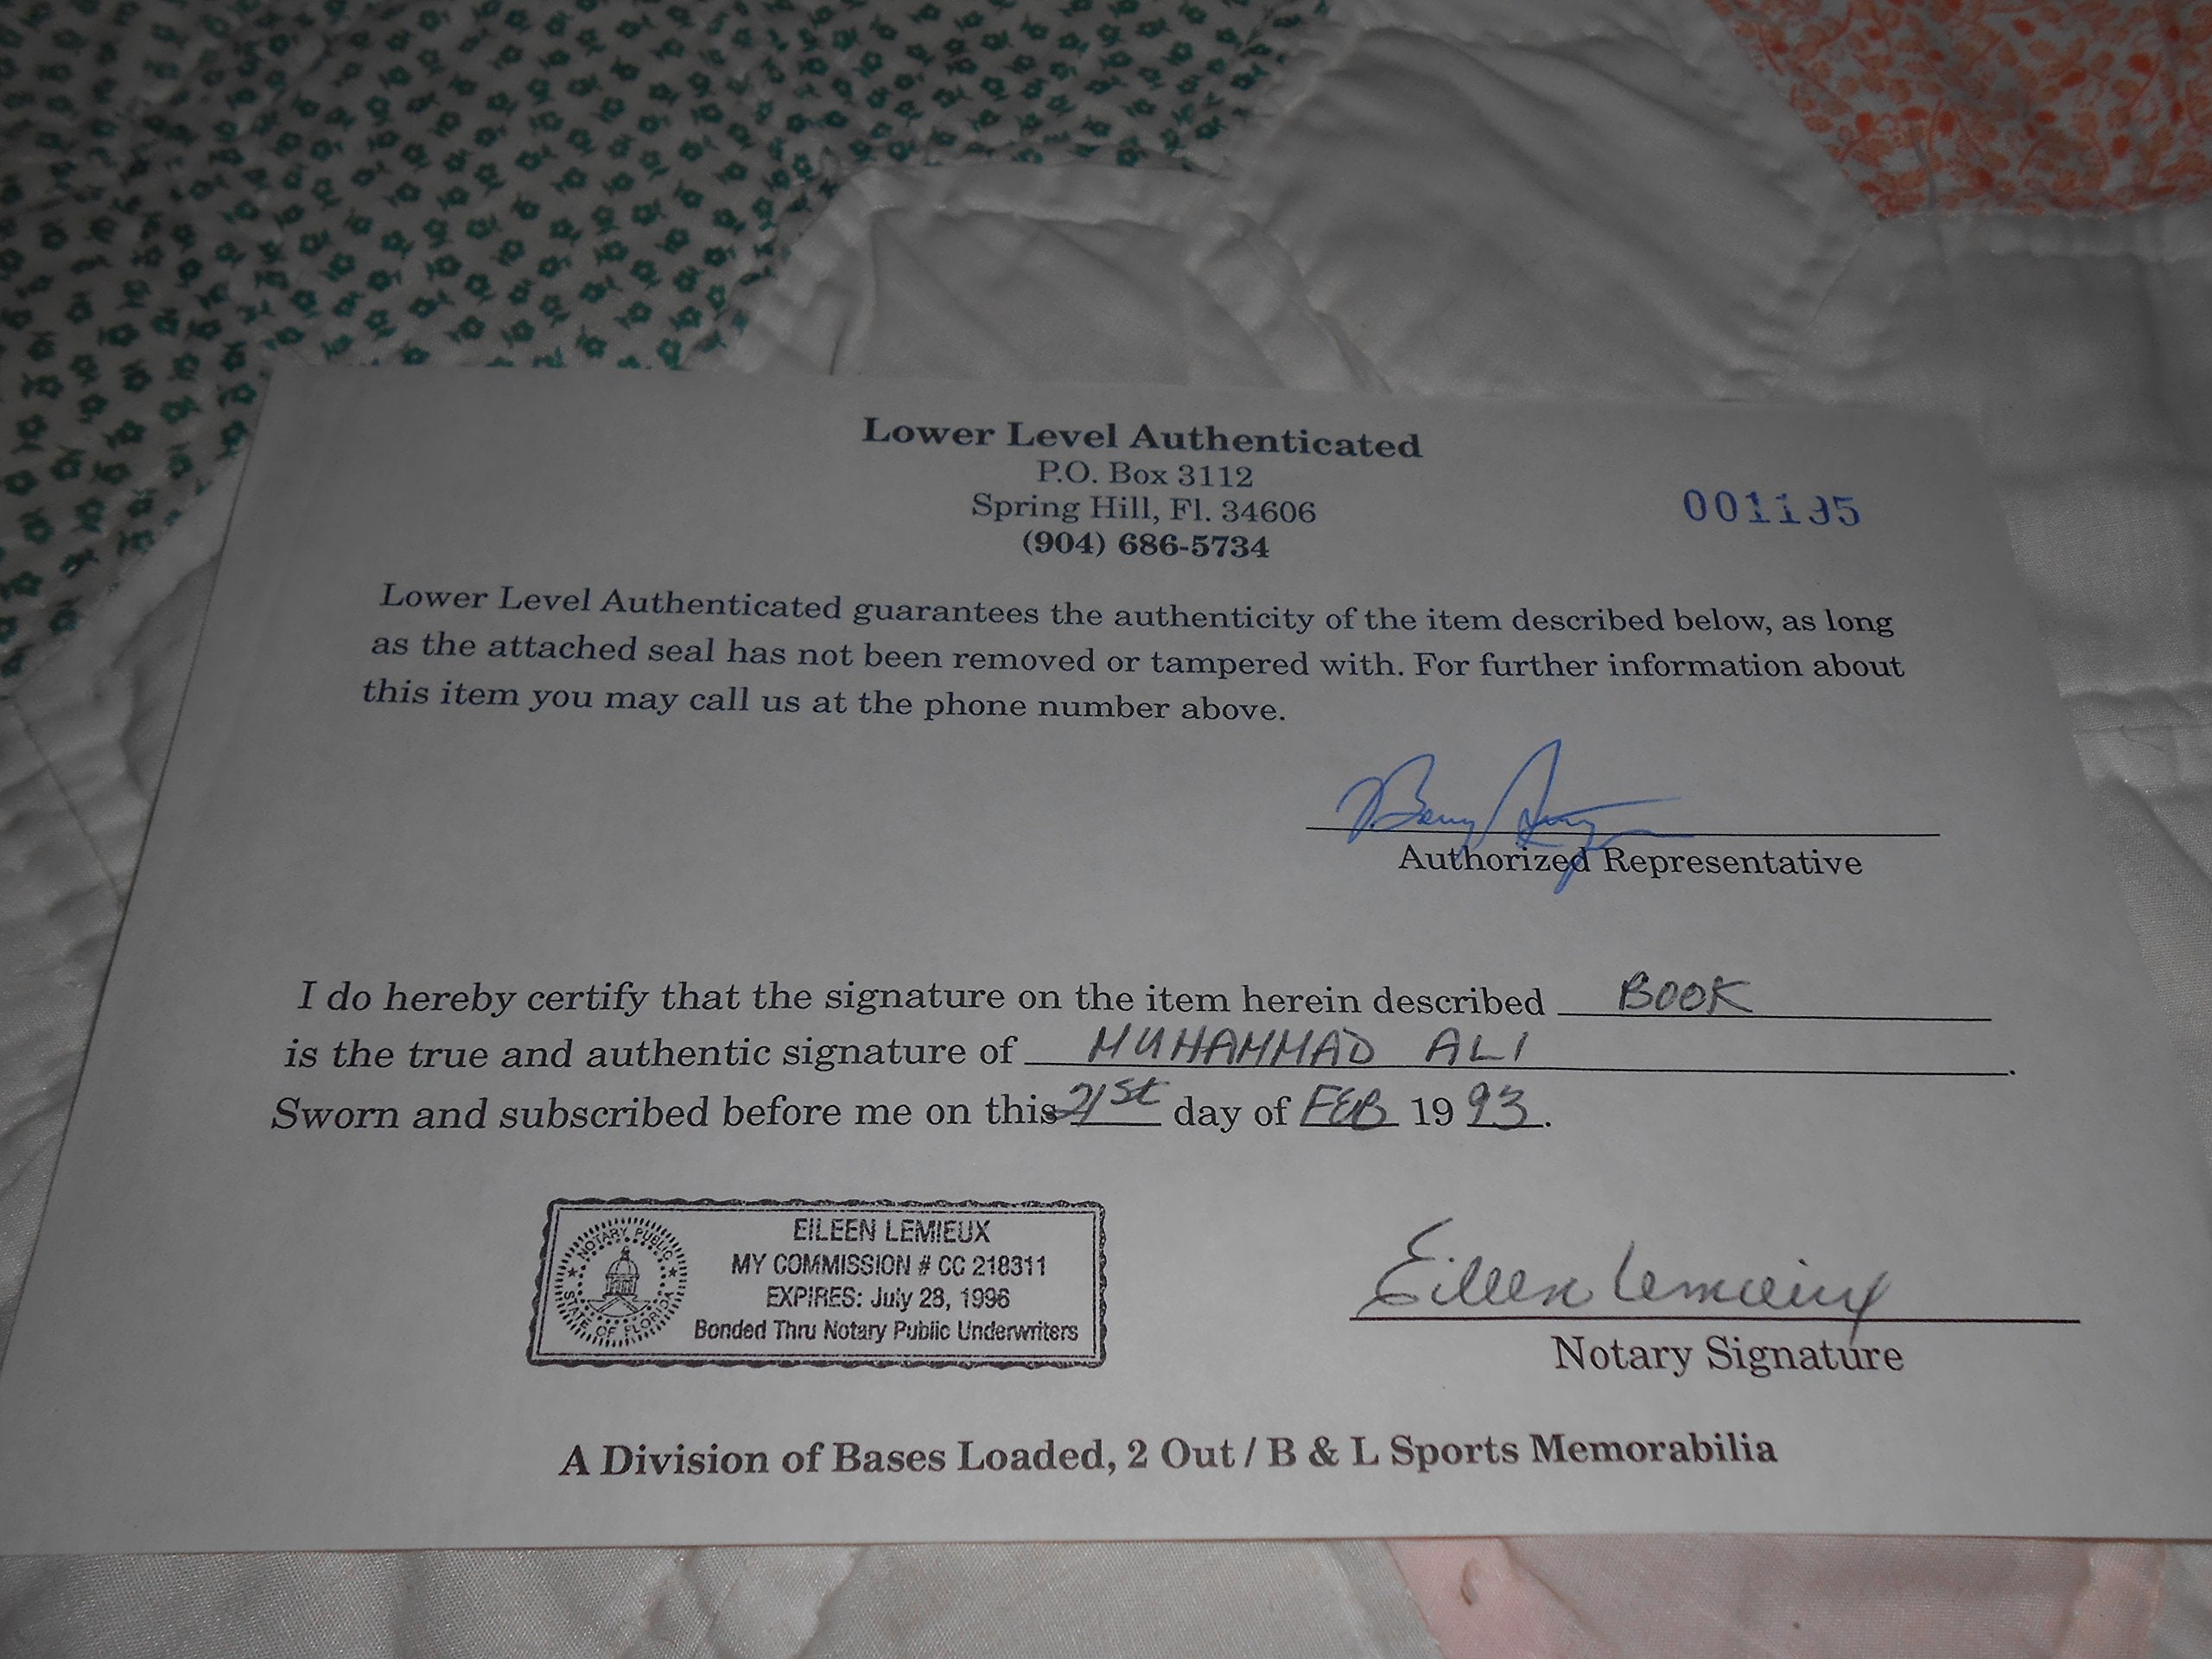 Lower Level Authenticated
P.O. Box 3112
Spring Hill, Fl. 34606
(904) 686-5734
001195
Lower Level Authenticated guarantees the authenticity of the item described below, as long
as the attached seal has not been removed or tampered with. For further information about
this item you may call us at the phone number above.
Authorized Representative
I do hereby certify that the signature on the item herein described BOOK
is the true and authentic signature of MUHAMMAD ALI.
Sworn and subscribed before me on this 21st day of FEB 1993.
NOTARY PUBLIC
STATE OF FLORIDA
EILEEN LEMIEUX
MY COMMISSION # CC 218311
EXPIRES: July 28, 1996
Bonded Thru Notary Public Underwriters
Eileen Lemieux
Notary Signature
A Division of Bases Loaded, 2 Out / B & L Sports Memorabilia